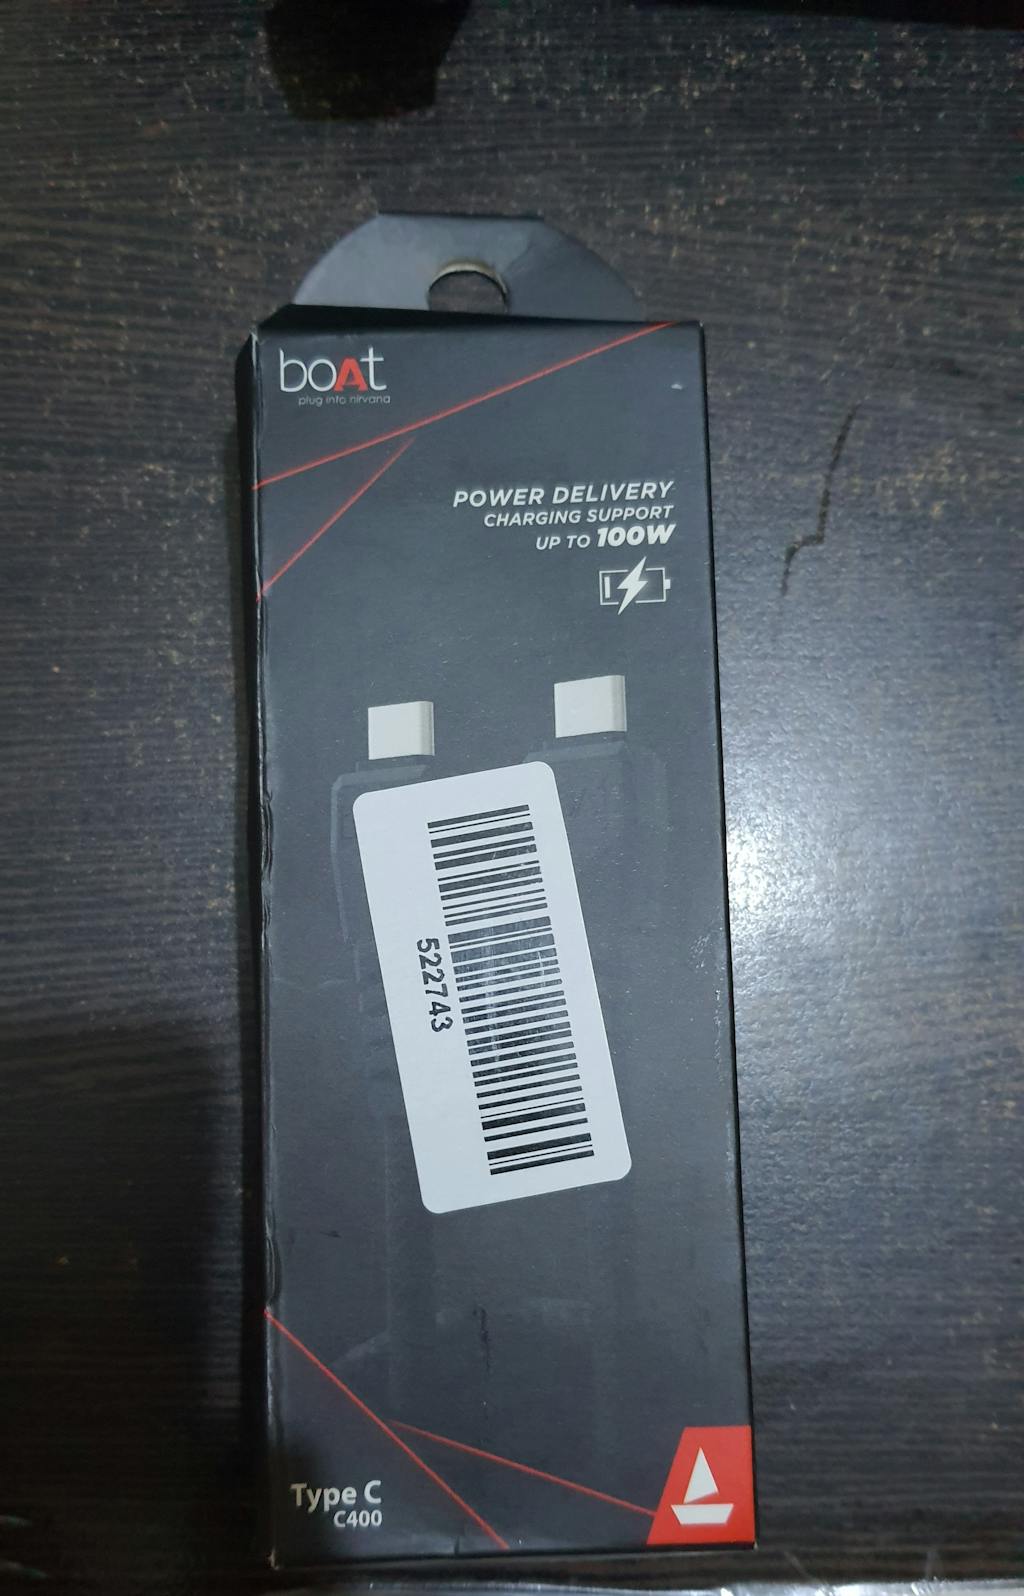 boAt
plug into nirvana
POWER DELIVERY
CHARGING SUPPORT
UP TO 100W
522743
Type C
C400